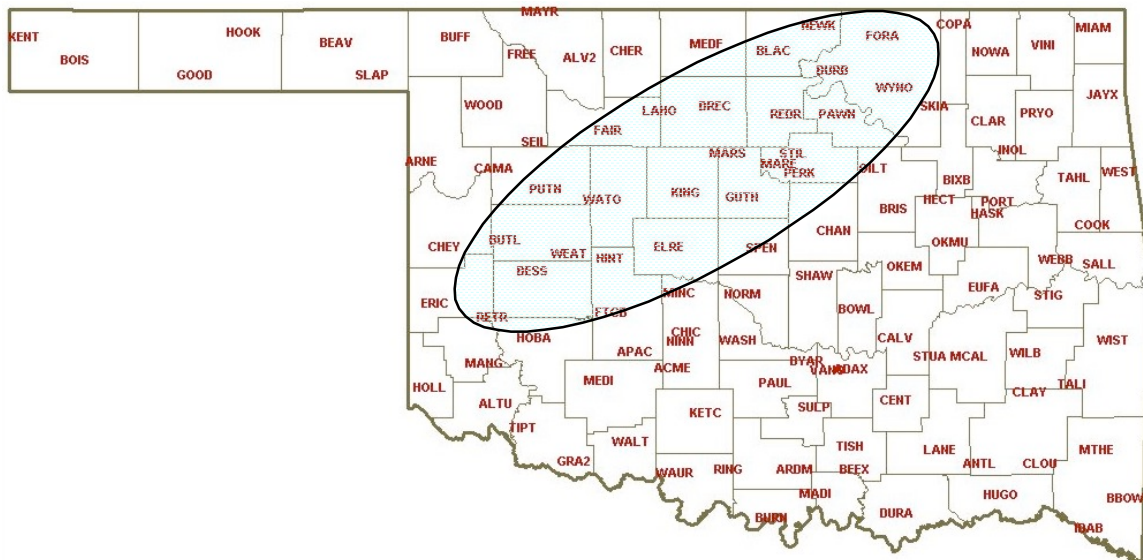 MAYR
KENT
BOIS
GOOD
HOOK
BEAV
SLAP
BUFF
FREE
ALV2
CHER
MEDF
NEWK
BLAC
FORA
COPA
NOWA
VINI
MIAM
BURB
WYNO
SKIA
WOOD
LAHO
BREC
REDR
PAWN
CLAR
PRYO
JAYX
SEIL
FAIR
MARS
STIL
MARE
PERK
OILT
INOL
ARNE
CAMA
PUTN
WATO
KING
GUTH
BIXB
TAHL
WEST
BRIS
HECT
PORT
HASK
COOK
CHEY
BUTL
WEAT
HINT
ELRE
SPEN
CHAN
OKMU
WEBB
SALL
BESS
SHAW
OKEM
EUFA
STIG
ERIC
RETR
FTCB
MINC
NORM
BOWL
HOBA
CHIC
NINN
WASH
CALV
STUA
MCAL
WILB
WIST
MANG
APAC
ACME
BYAR
VANO
ADAX
HOLL
MEDI
PAUL
CENT
CLAY
TALI
ALTU
KETC
SULP
TIPT
WALT
TISH
LANE
MTHE
GRA2
WAUR
RING
ARDM
BEEX
ANTL
CLOU
MADI
HUGO
BBOW
BURN
DURA
IDAB